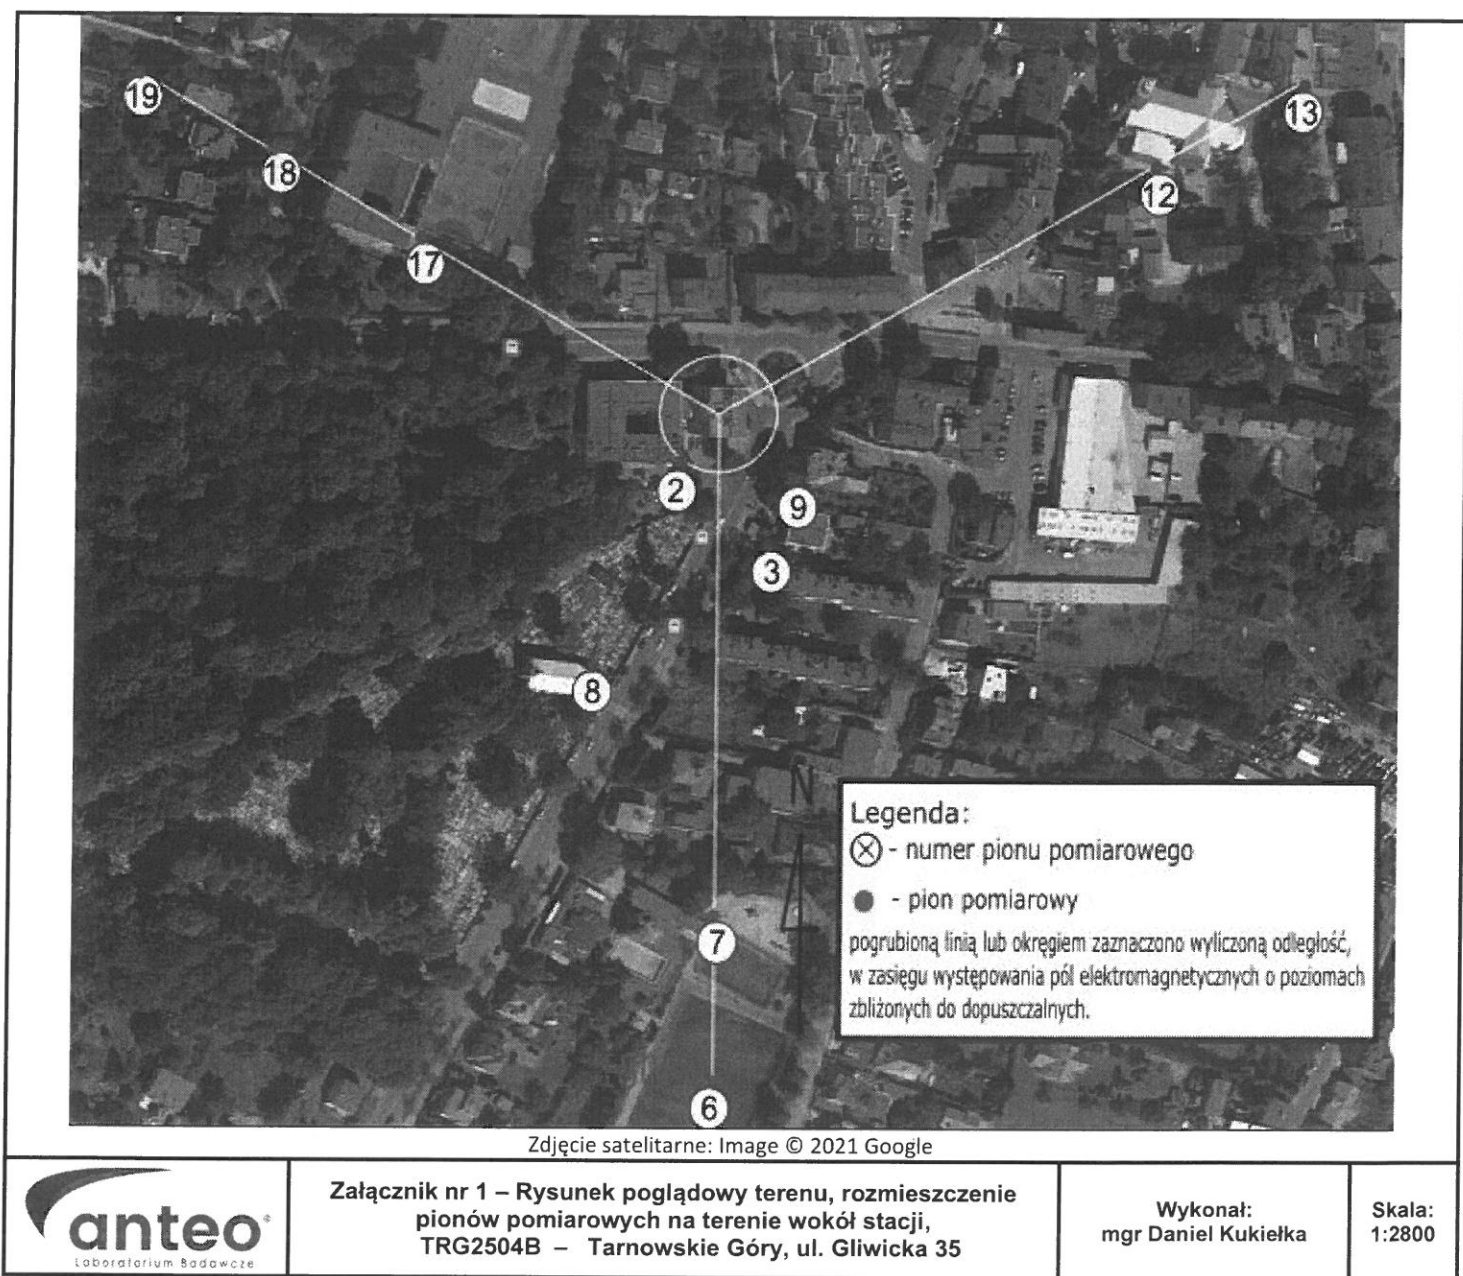 19
13
18
12
17
2
9
3
8
N
Legenda:
- numer pionu pomiarowego
- pion pomiarowy
pogrubioną linią lub okręgiem zaznaczono wyliczoną odległość,
w zasięgu występowania pól elektromagnetycznych o poziomach
zbliżonych do dopuszczalnych.
7
6
Zdjęcie satelitarne: Image © 2021 Google
anteo®
Laboratorium Badawcze
Załącznik nr 1 – Rysunek poglądowy terenu, rozmieszczenie
pionów pomiarowych na terenie wokół stacji,
TRG2504B – Tarnowskie Góry, ul. Gliwicka 35
Wykonał:
mgr Daniel Kukiełka
Skala:
1:2800